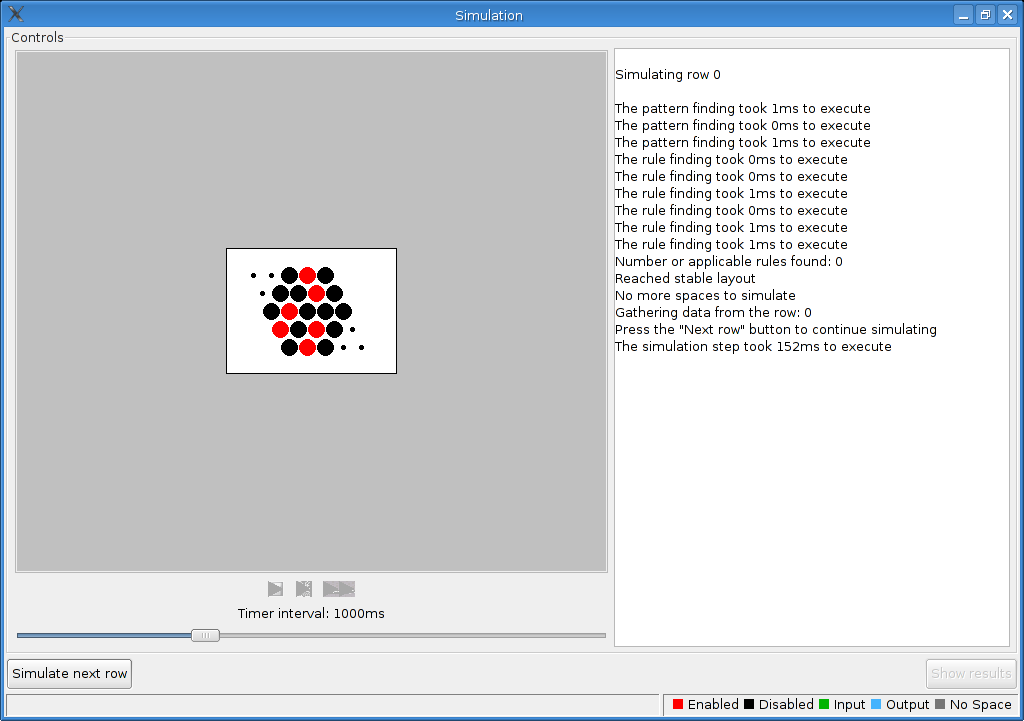 Simulation
Controls
Simulating row 0
The pattern finding took 1ms to execute
The pattern finding took 0ms to execute
The pattern finding took 1ms to execute
The rule finding took 0ms to execute
The rule finding took 0ms to execute
The rule finding took 1ms to execute
The rule finding took 0ms to execute
The rule finding took 1ms to execute
The rule finding took 1ms to execute
Number or applicable rules found: 0
Reached stable layout
No more spaces to simulate
Gathering data from the row: 0
Press the "Next row" button to continue simulating
The simulation step took 152ms to execute
Timer interval: 1000ms
Simulate next row
Show results
Enabled Disabled Input Output No Space